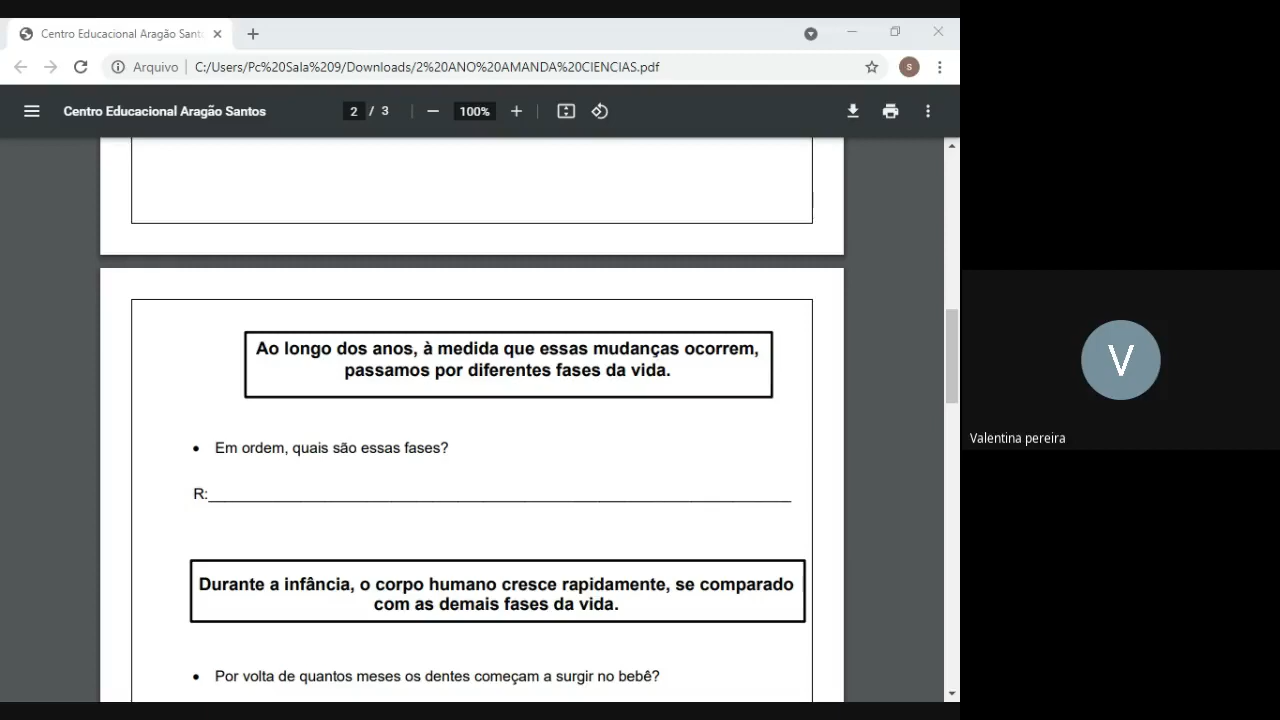 Centro Educacional Aragão Sant
Arquivo | C:/Users/Pc%20Sala%209/Downloads/2%20ANO%20AMANDA%20CIENCIAS.pdf
S
Centro Educacional Aragão Santos
2 / 3
100%
Ao longo dos anos, à medida que essas mudanças ocorrem,
passamos por diferentes fases da vida.
• Em ordem, quais são essas fases?
R:______________________________________________________________________
Durante a infância, o corpo humano cresce rapidamente, se comparado
com as demais fases da vida.
• Por volta de quantos meses os dentes começam a surgir no bebê?
V
Valentina pereira